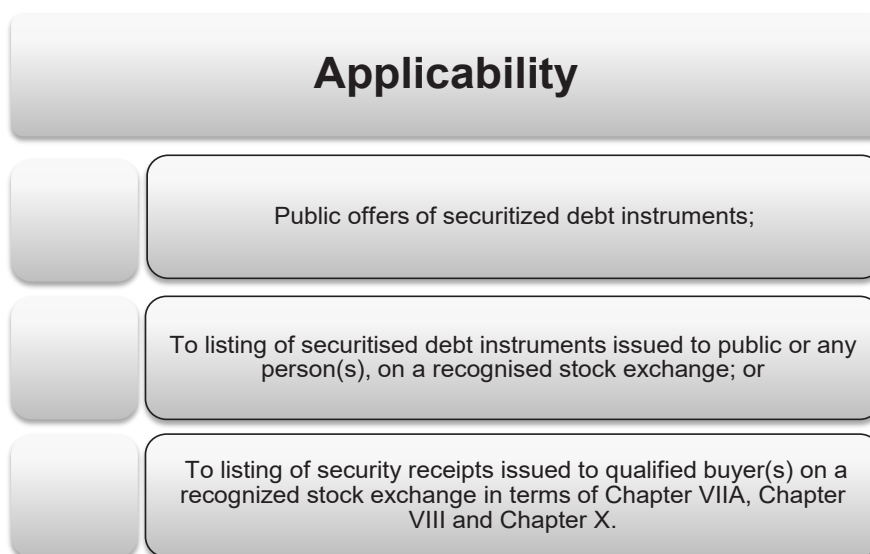 Applicability
Public offers of securitized debt instruments;
To listing of securitised debt instruments issued to public or any
person(s), on a recognised stock exchange; or
To listing of security receipts issued to qualified buyer(s) on a
recognized stock exchange in terms of Chapter VIIA, Chapter
VIII and Chapter X.